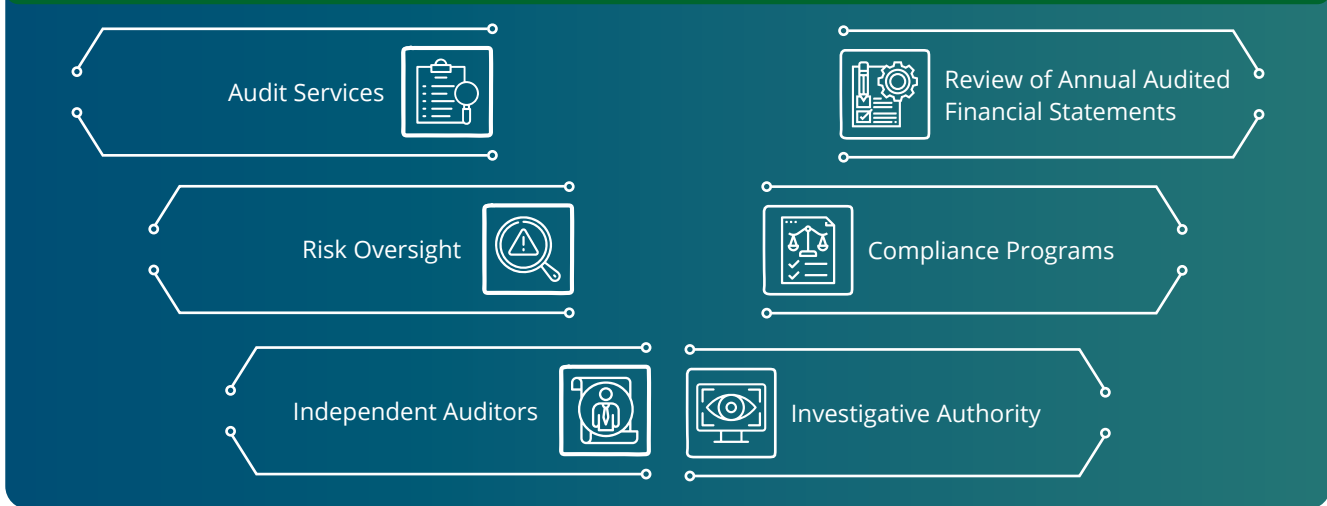 Audit Services
Review of Annual Audited
Financial Statements
Risk Oversight
Compliance Programs
Independent Auditors
Investigative Authority